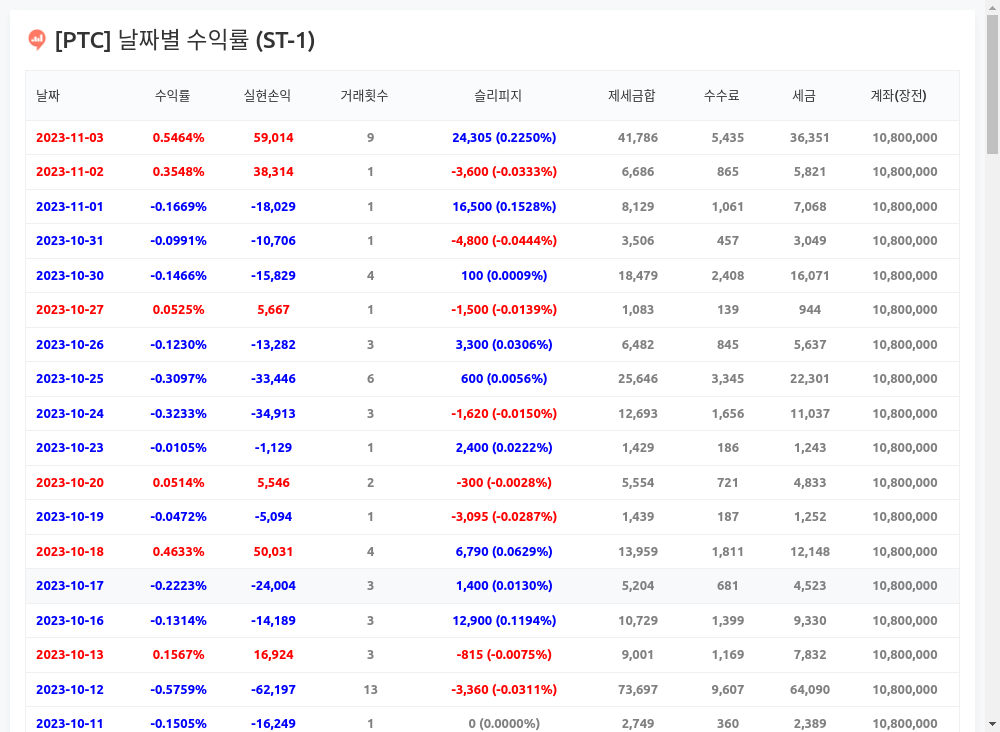 [PTC] 날짜별 수익률 (ST-1)
날짜 수익률 실현손익 거래횟수 슬리피지 제세금합 수수료 세금 계좌(장전)
2023-11-03 0.5464% 59,014 9 24,305 (0.2250%) 41,786 5,435 36,351 10,800,000
2023-11-02 0.3548% 38,314 1 -3,600 (-0.0333%) 6,686 865 5,821 10,800,000
2023-11-01 -0.1669% -18,029 1 16,500 (0.1528%) 8,129 1,061 7,068 10,800,000
2023-10-31 -0.0991% -10,706 1 -4,800 (-0.0444%) 3,506 457 3,049 10,800,000
2023-10-30 -0.1466% -15,829 4 100 (0.0009%) 18,479 2,408 16,071 10,800,000
2023-10-27 0.0525% 5,667 1 -1,500 (-0.0139%) 1,083 139 944 10,800,000
2023-10-26 -0.1230% -13,282 3 3,300 (0.0306%) 6,482 845 5,637 10,800,000
2023-10-25 -0.3097% -33,446 6 600 (0.0056%) 25,646 3,345 22,301 10,800,000
2023-10-24 -0.3233% -34,913 3 -1,620 (-0.0150%) 12,693 1,656 11,037 10,800,000
2023-10-23 -0.0105% -1,129 1 2,400 (0.0222%) 1,429 186 1,243 10,800,000
2023-10-20 0.0514% 5,546 2 -300 (-0.0028%) 5,554 721 4,833 10,800,000
2023-10-19 -0.0472% -5,094 1 -3,095 (-0.0287%) 1,439 187 1,252 10,800,000
2023-10-18 0.4633% 50,031 4 6,790 (0.0629%) 13,959 1,811 12,148 10,800,000
2023-10-17 -0.2223% -24,004 3 1,400 (0.0130%) 5,204 681 4,523 10,800,000
2023-10-16 -0.1314% -14,189 3 12,900 (0.1194%) 10,729 1,399 9,330 10,800,000
2023-10-13 0.1567% 16,924 3 -815 (-0.0075%) 9,001 1,169 7,832 10,800,000
2023-10-12 -0.5759% -62,197 13 -3,360 (-0.0311%) 73,697 9,607 64,090 10,800,000
2023-10-11 -0.1505% -16,249 1 0 (0.0000%) 2,749 360 2,389 10,800,000